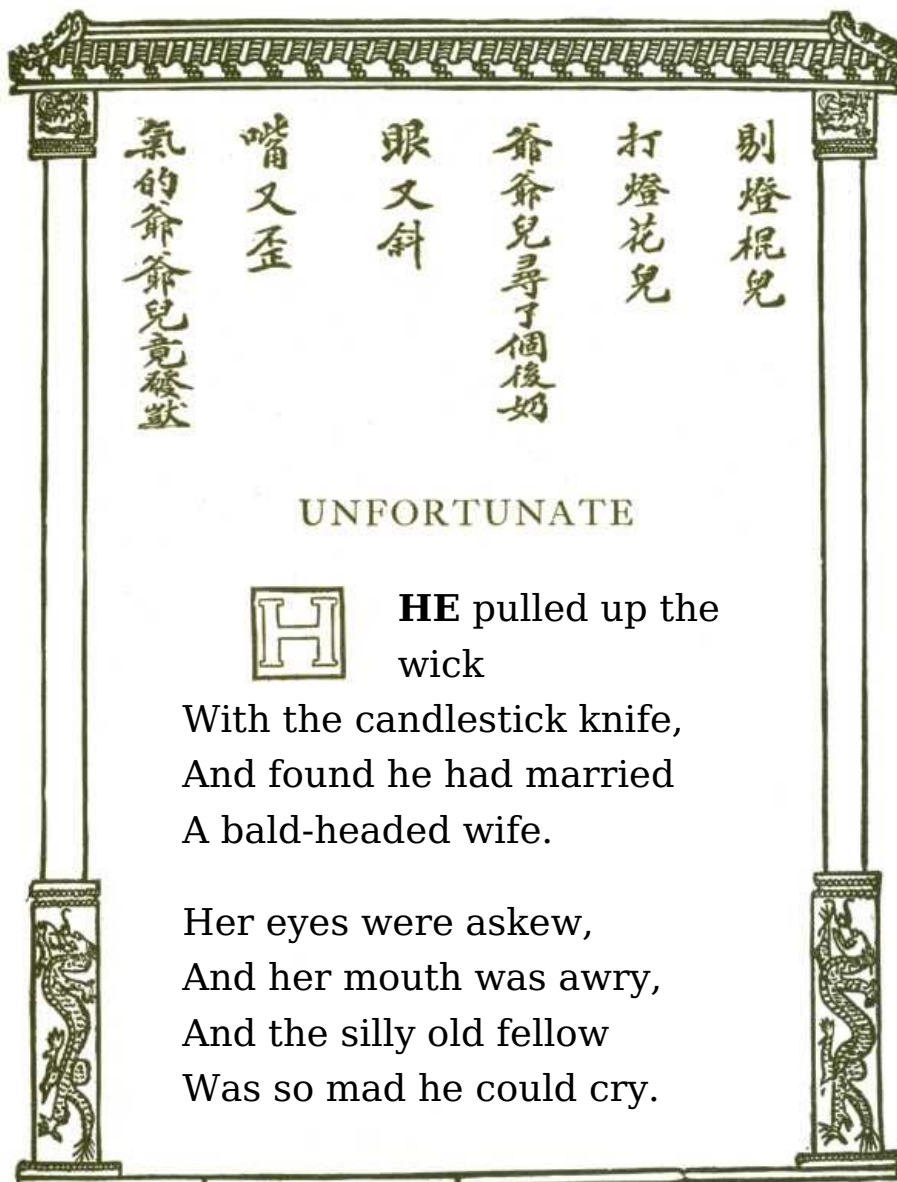 剔燈棍兒
打燈花兒
爺爺兒尋了個後奶
眼又斜
嘴又歪
氣的爺爺兒竟發獃
UNFORTUNATE
H HE pulled up the
wick
With the candlestick knife,
And found he had married
A bald-headed wife.
Her eyes were askew,
And her mouth was awry,
And the silly old fellow
Was so mad he could cry.